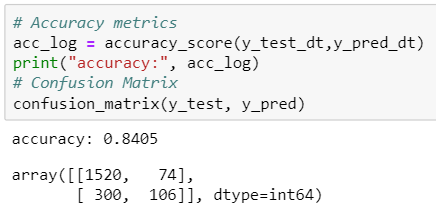 # Accuracy metrics
acc_log = accuracy_score(y_test_dt,y_pred_dt)
print("accuracy:", acc_log)
# Confusion Matrix
confusion_matrix(y_test, y_pred)
accuracy: 0.8405
array([[1520,   74],
       [ 300,  106]], dtype=int64)